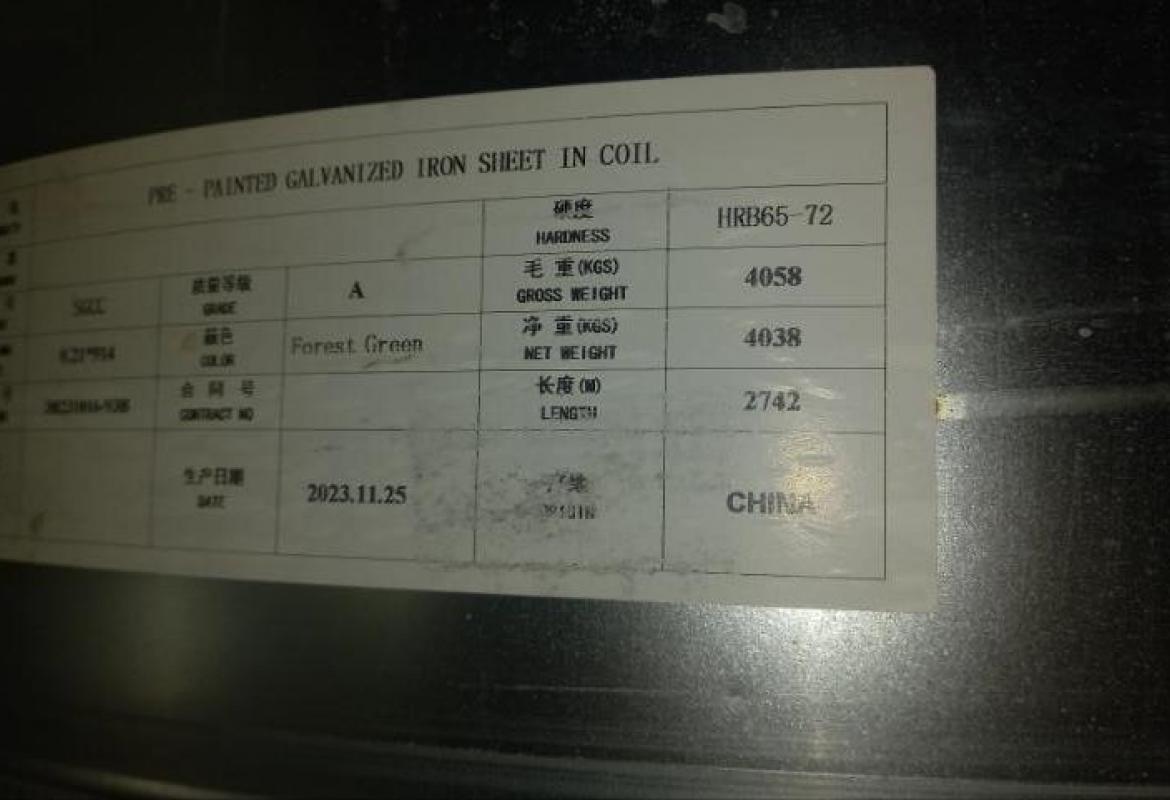 PRE - PAINTED GALVANIZED IRON SHEET IN COIL
硬度
HARDNESS
HRB65-72
SGCC
质量等级
GRADE
A
毛 重(KGS)
GROSS WEIGHT
4058
颜色
COLOR
Forest Green
净 重(KGS)
NET WEIGHT
4038
合 同 号
CONTRACT NO
长度(M)
LENGTH
2742
生产日期
DATE
2023.11.25
ORIGIN
CHINA